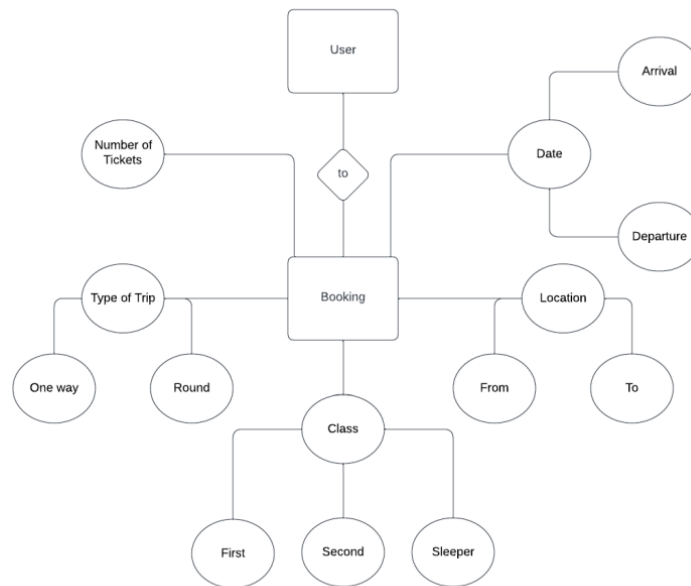 User
Arrival
Number of
Tickets
Date
to
Departure
Booking
Type of Trip
Location
One way
Round
From
To
Class
First
Second
Sleeper